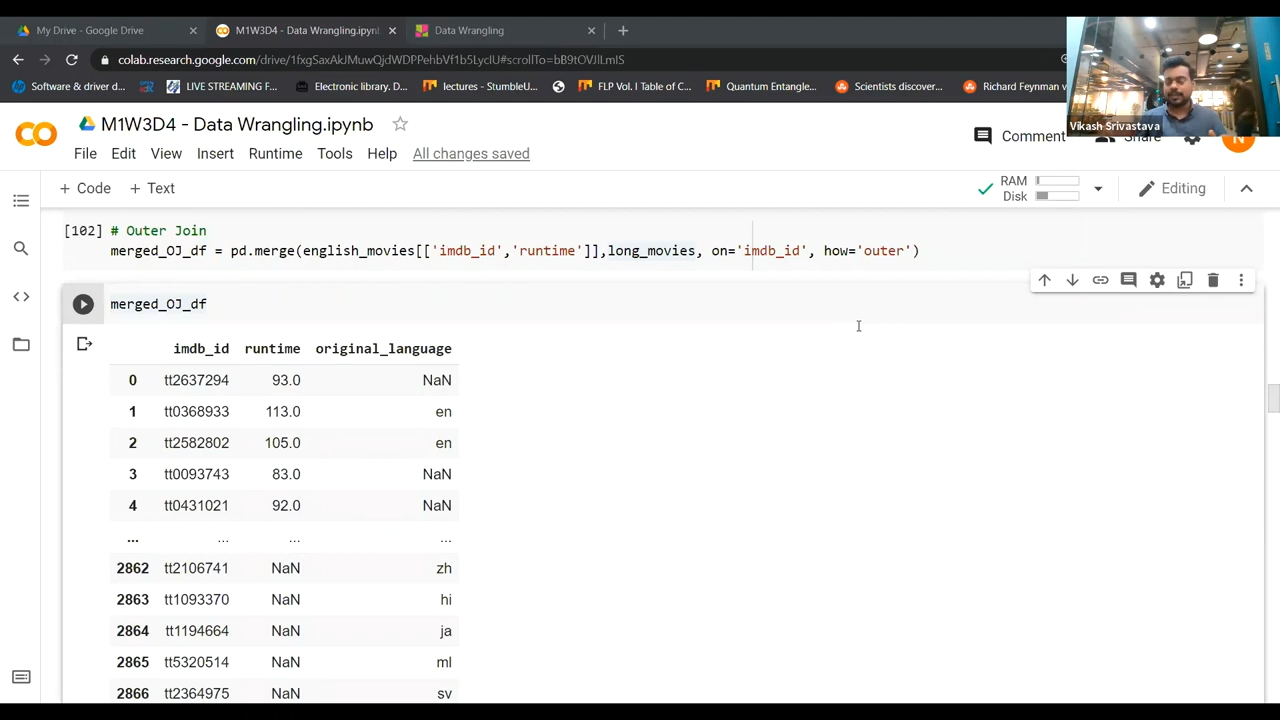 My Drive - Google Drive
M1W3D4 - Data Wrangling.ipynb
Data Wrangling
colab.research.google.com/drive/1fxgSaxAkJMuwQjdWDPPehbVf1b5LyclU#scrollTo=bB9tOVJlLmIS
Software & driver d... LIVE STREAMING F... Electronic library. D... lectures - StumbleU... FLP Vol. I Table of C... Quantum Entangle... Scientists discover... Richard Feynman
Vikash Srivastava
M1W3D4 - Data Wrangling.ipynb
Comment Share
File Edit View Insert Runtime Tools Help All changes saved
+ Code + Text
RAM
Disk
Editing
[102] # Outer Join
merged_OJ_df = pd.merge(english_movies[['imdb_id','runtime']],long_movies, on='imdb_id', how='outer')
merged_OJ_df
imdb_id runtime original_language
0 tt2637294 93.0 NaN
1 tt0368933 113.0 en
2 tt2582802 105.0 en
3 tt0093743 83.0 NaN
4 tt0431021 92.0 NaN
... ... ... ...
2862 tt2106741 NaN zh
2863 tt1093370 NaN hi
2864 tt1194664 NaN ja
2865 tt5320514 NaN ml
2866 tt2364975 NaN sv